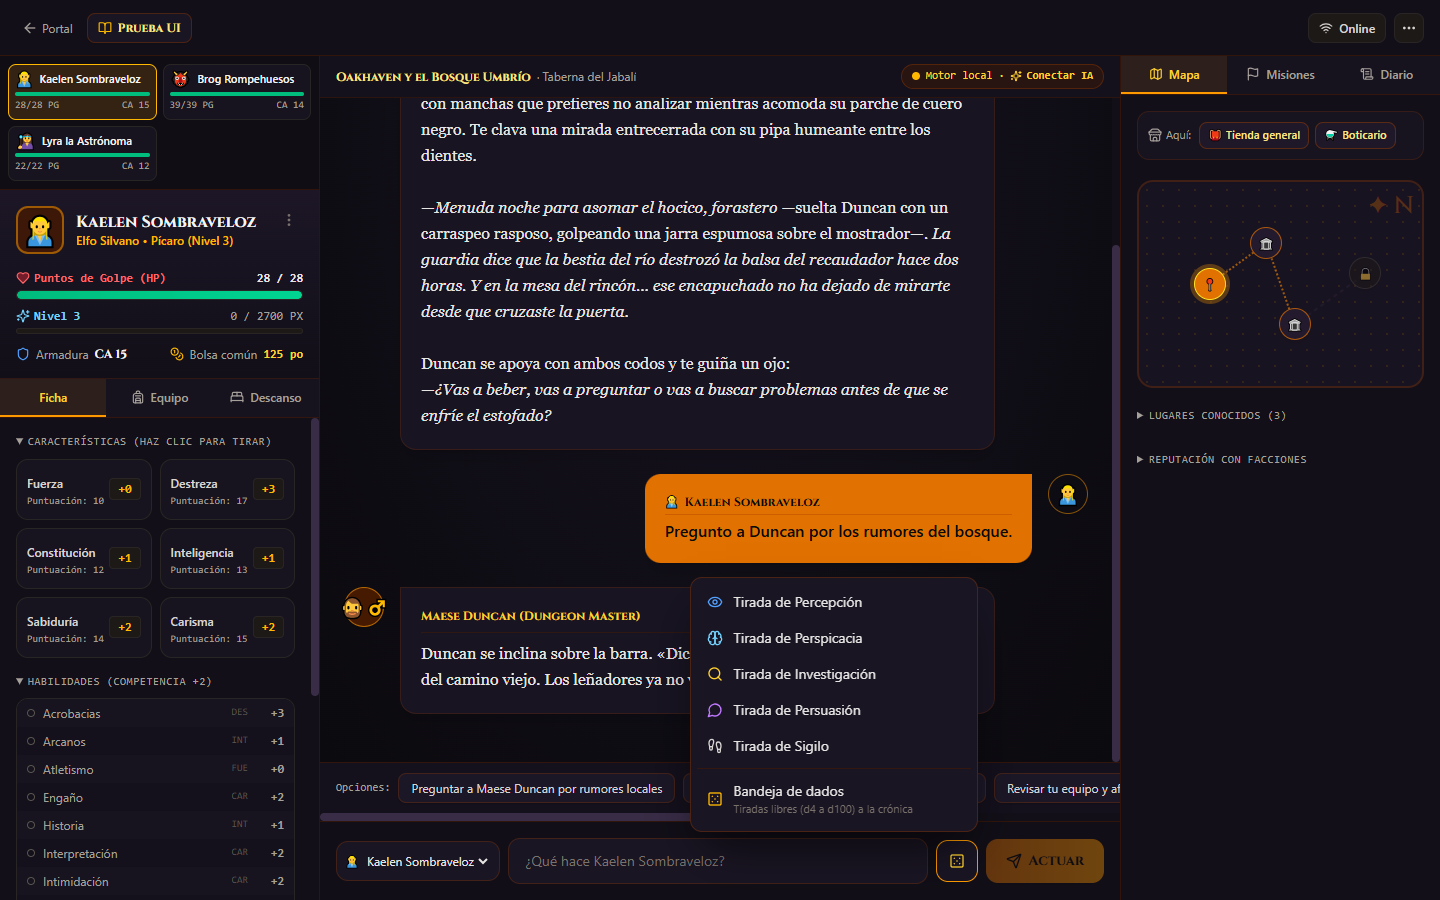 Portal
Prueba UI
Online
Kaelen Sombraveloz
28/28 PG CA 15
Brog Rompehuesos
39/39 PG CA 14
Lyra la Astrónoma
22/22 PG CA 12
Kaelen Sombraveloz
Elfo Silvano • Pícaro (Nivel 3)
Puntos de Golpe (HP) 28 / 28
Nivel 3 0 / 2700 PX
Armadura CA 15 Bolsa común 125 po
Ficha Equipo Descanso
▼ CARACTERÍSTICAS (HAZ CLIC PARA TIRAR)
Fuerza
Puntuación: 10
+0
Destreza
Puntuación: 17
+3
Constitución
Puntuación: 12
+1
Inteligencia
Puntuación: 13
+1
Sabiduría
Puntuación: 14
+2
Carisma
Puntuación: 15
+2
▼ HABILIDADES (COMPETENCIA +2)
Acrobacias DES +3
Arcanos INT +1
Atletismo FUE +0
Engaño CAR +2
Historia INT +1
Interpretación CAR +2
Intimidación CAR +2
Oakhaven y el Bosque Umbrío · Taberna del Jabalí
Motor local · Conectar IA
con manchas que prefieres no analizar mientras acomoda su parche de cuero
negro. Te clava una mirada entrecerrada con su pipa humeante entre los
dientes.
—Menuda noche para asomar el hocico, forastero —suelta Duncan con un
carraspeo rasposo, golpeando una jarra espumosa sobre el mostrador—. La
guardia dice que la bestia del río destrozó la balsa del recaudador hace dos
horas. Y en la mesa del rincón... ese encapuchado no ha dejado de mirarte
desde que cruzaste la puerta.
Duncan se apoya con ambos codos y te guiña un ojo:
—¿Vas a beber, vas a preguntar o vas a buscar problemas antes de que se
enfríe el estofado?
Kaelen Sombraveloz
Pregunto a Duncan por los rumores del bosque.
Maese Duncan (Dungeon Master)
Duncan se inclina sobre la barra. «Dic
del camino viejo. Los leñadores ya no
Tirada de Percepción
Tirada de Perspicacia
Tirada de Investigación
Tirada de Persuasión
Tirada de Sigilo
Bandeja de dados
Tiradas libres (d4 a d100) a la crónica
Opciones: Preguntar a Maese Duncan por rumores locales Revisar tu equipo y af
Kaelen Sombraveloz ¿Qué hace Kaelen Sombraveloz? Actuar
Mapa Misiones Diario
Aquí: Tienda general Boticario
N
▶ LUGARES CONOCIDOS (3)
▶ REPUTACIÓN CON FACCIONES